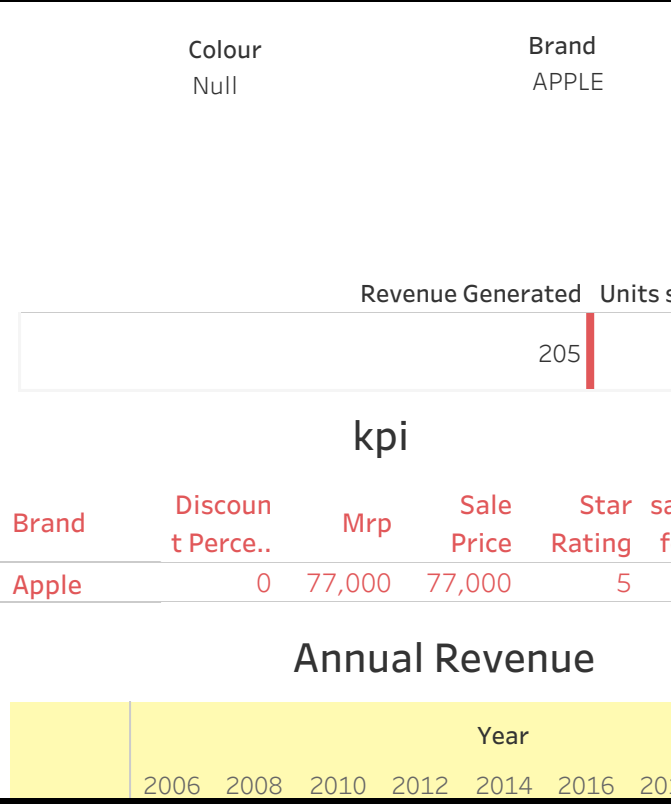 Colour Brand
Null APPLE
Revenue Generated Units
205
kpi
Brand Discoun t Perce.. Mrp Sale Price Star Rating
Apple 0 77,000 77,000 5
Annual Revenue
Year
2006 2008 2010 2012 2014 2016